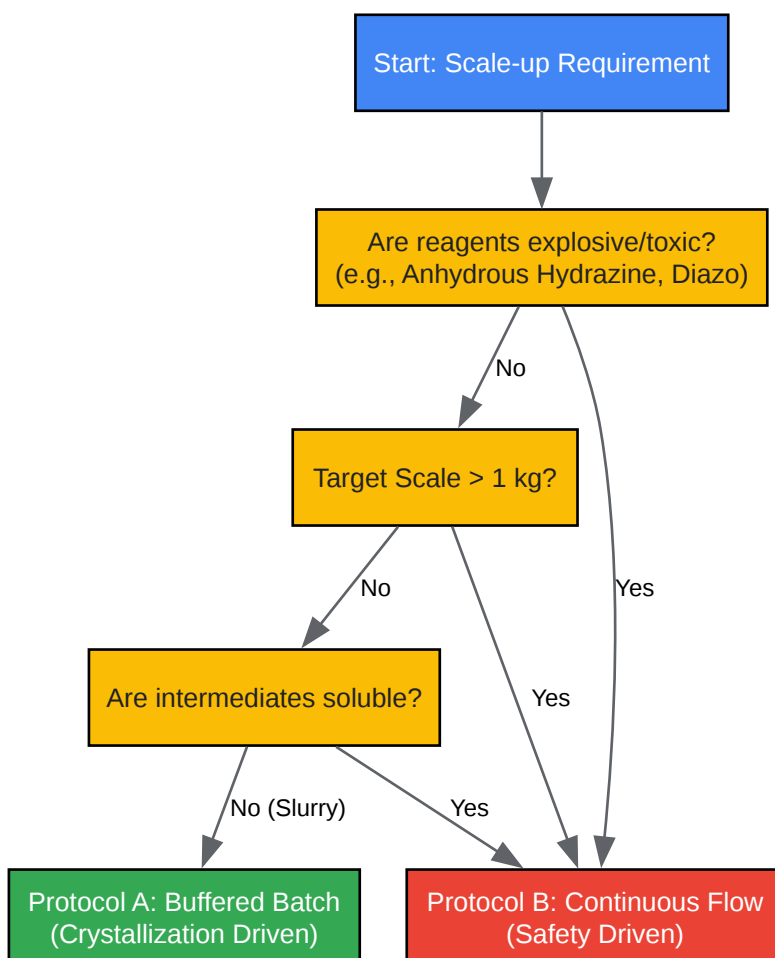 Start: Scale-up Requirement
Are reagents explosive/toxic?
(e.g., Anhydrous Hydrazine, Diazo)
No
Target Scale > 1 kg?
No
Yes
Are intermediates soluble?
Yes
No (Slurry)
Yes
Protocol A: Buffered Batch
(Crystallization Driven)
Protocol B: Continuous Flow
(Safety Driven)